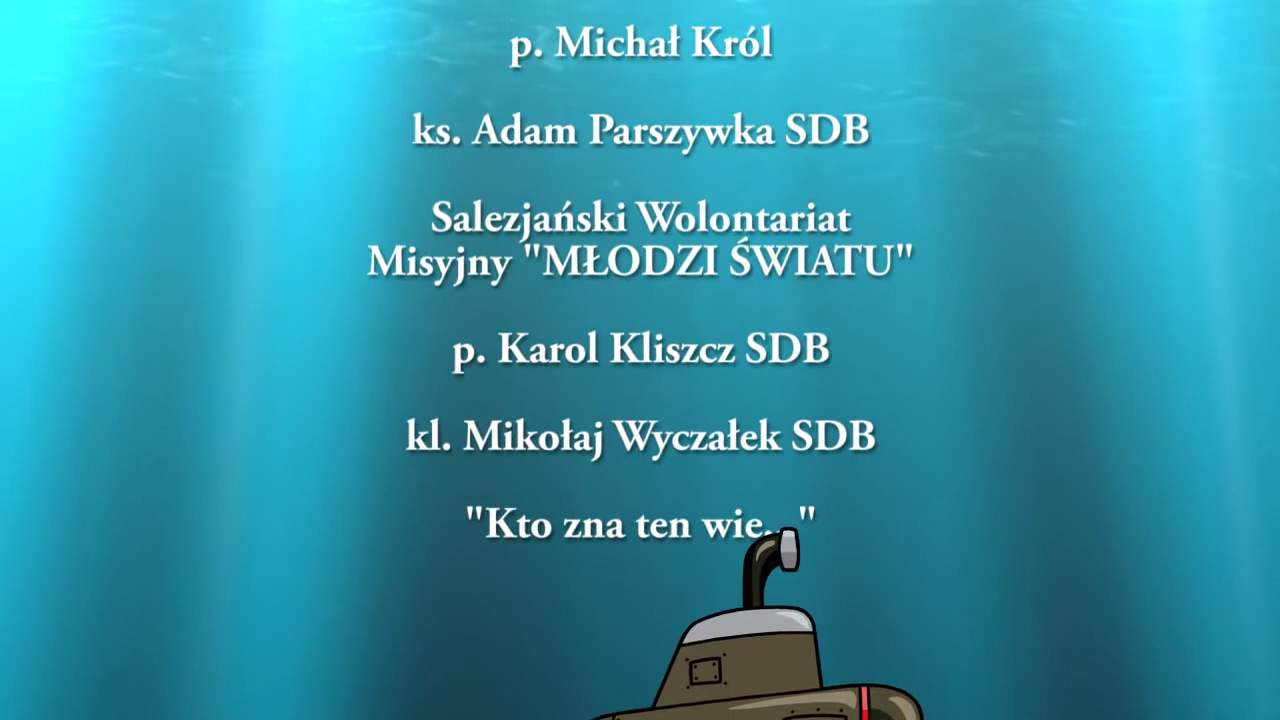 p. Michał Król
ks. Adam Parszywka SDB
Salezjański Wolontariat
Misyjny "MŁODZI ŚWIATU"
p. Karol Kliszcz SDB
kl. Mikołaj Wyczałek SDB
"Kto zna ten wie..."